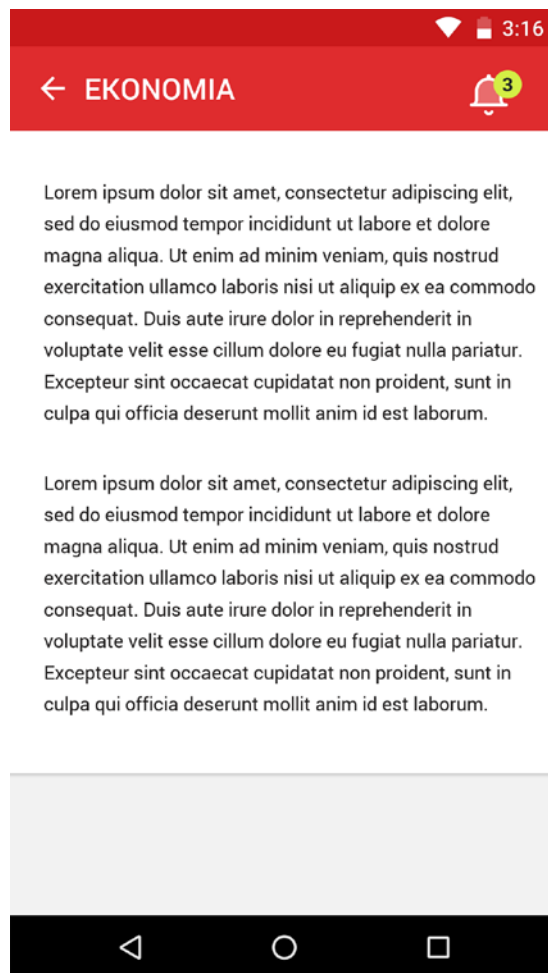 3:16
EKONOMIA
3
Lorem ipsum dolor sit amet, consectetur adipiscing elit,
sed do eiusmod tempor incididunt ut labore et dolore
magna aliqua. Ut enim ad minim veniam, quis nostrud
exercitation ullamco laboris nisi ut aliquip ex ea commodo
consequat. Duis aute irure dolor in reprehenderit in
voluptate velit esse cillum dolore eu fugiat nulla pariatur.
Excepteur sint occaecat cupidatat non proident, sunt in
culpa qui officia deserunt mollit anim id est laborum.
Lorem ipsum dolor sit amet, consectetur adipiscing elit,
sed do eiusmod tempor incididunt ut labore et dolore
magna aliqua. Ut enim ad minim veniam, quis nostrud
exercitation ullamco laboris nisi ut aliquip ex ea commodo
consequat. Duis aute irure dolor in reprehenderit in
voluptate velit esse cillum dolore eu fugiat nulla pariatur.
Excepteur sint occaecat cupidatat non proident, sunt in
culpa qui officia deserunt mollit anim id est laborum.